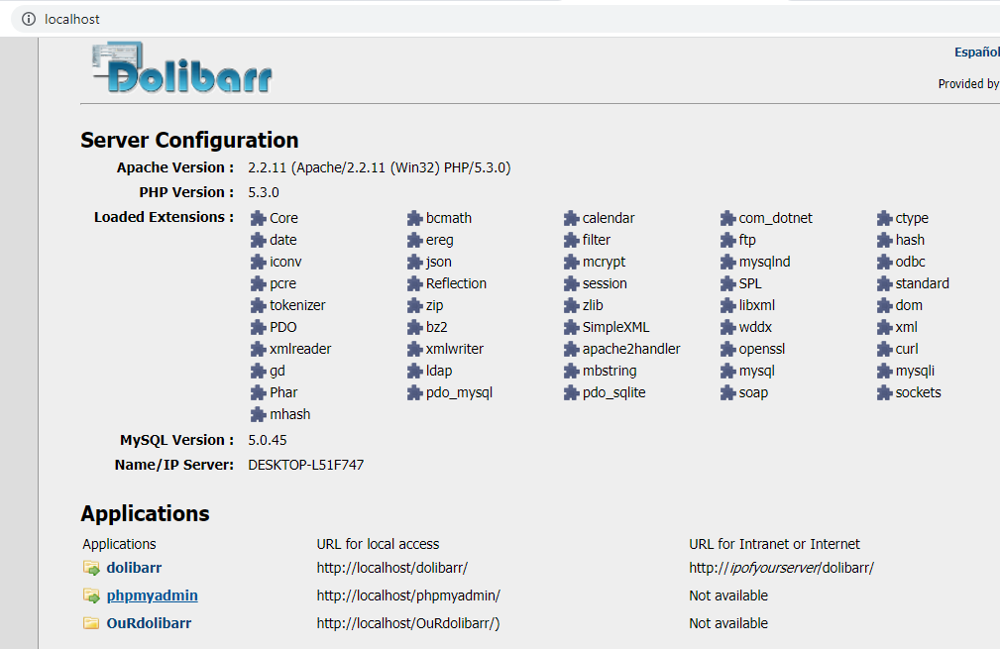 localhost
Dolibarr
Español
Provided by
Server Configuration
Apache Version : 2.2.11 (Apache/2.2.11 (Win32) PHP/5.3.0)
PHP Version : 5.3.0
Loaded Extensions : Core bcmath calendar com_dotnet ctype
date ereg filter ftp hash
iconv json mcrypt mysqlnd odbc
pcre Reflection session SPL standard
tokenizer zip zlib libxml dom
PDO bz2 SimpleXML wddx xml
xmlreader xmlwriter apache2handler openssl curl
gd ldap mbstring mysql mysqli
Phar pdo_mysql pdo_sqlite soap sockets
mhash
MySQL Version : 5.0.45
Name/IP Server: DESKTOP-L51F747
Applications
Applications URL for local access URL for Intranet or Internet
dolibarr http://localhost/dolibarr/ http://ipofyourserver/dolibarr/
phpmyadmin http://localhost/phpmyadmin/ Not available
OuRdolibarr http://localhost/OuRdolibarr/) Not available